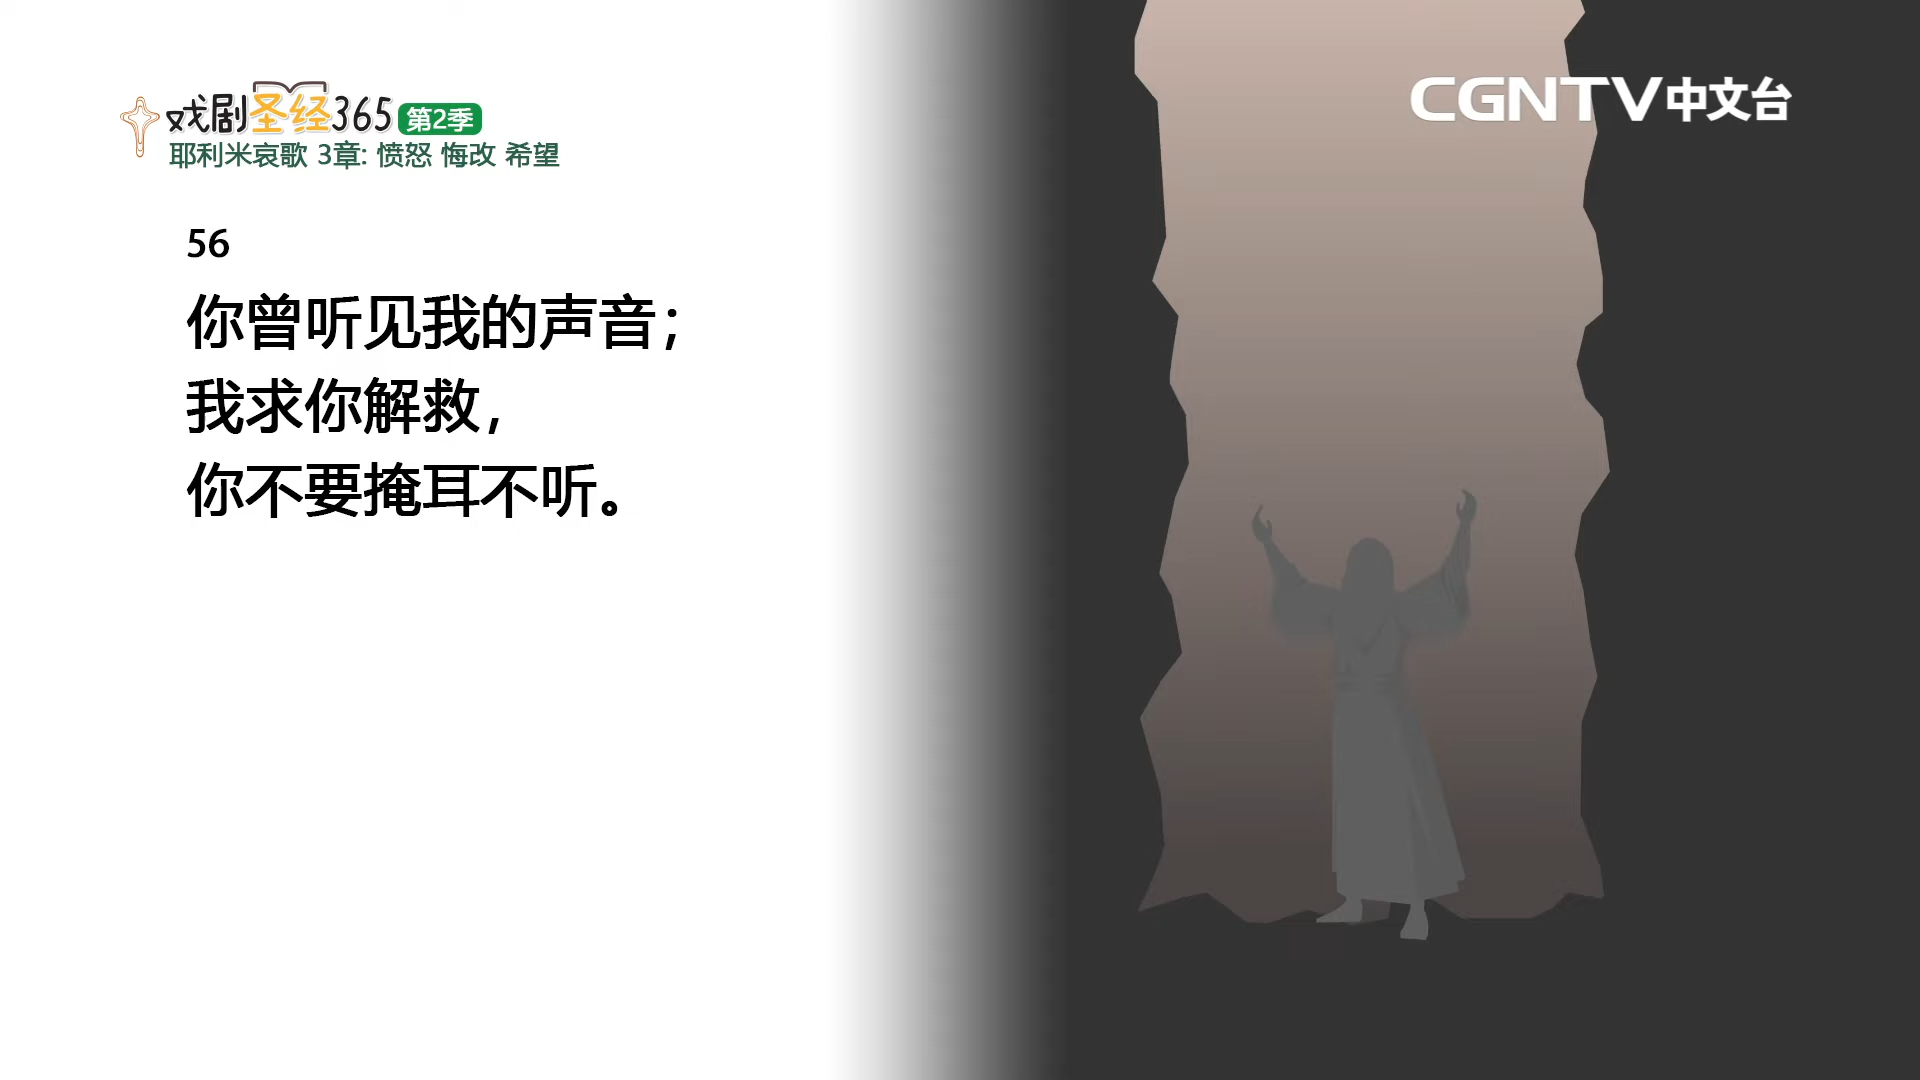 戏剧圣经365 第2季
CGNTV中文台
耶利米哀歌 3章: 愤怒 悔改 希望
56
你曾听见我的声音；
我求你解救，
你不要掩耳不听。